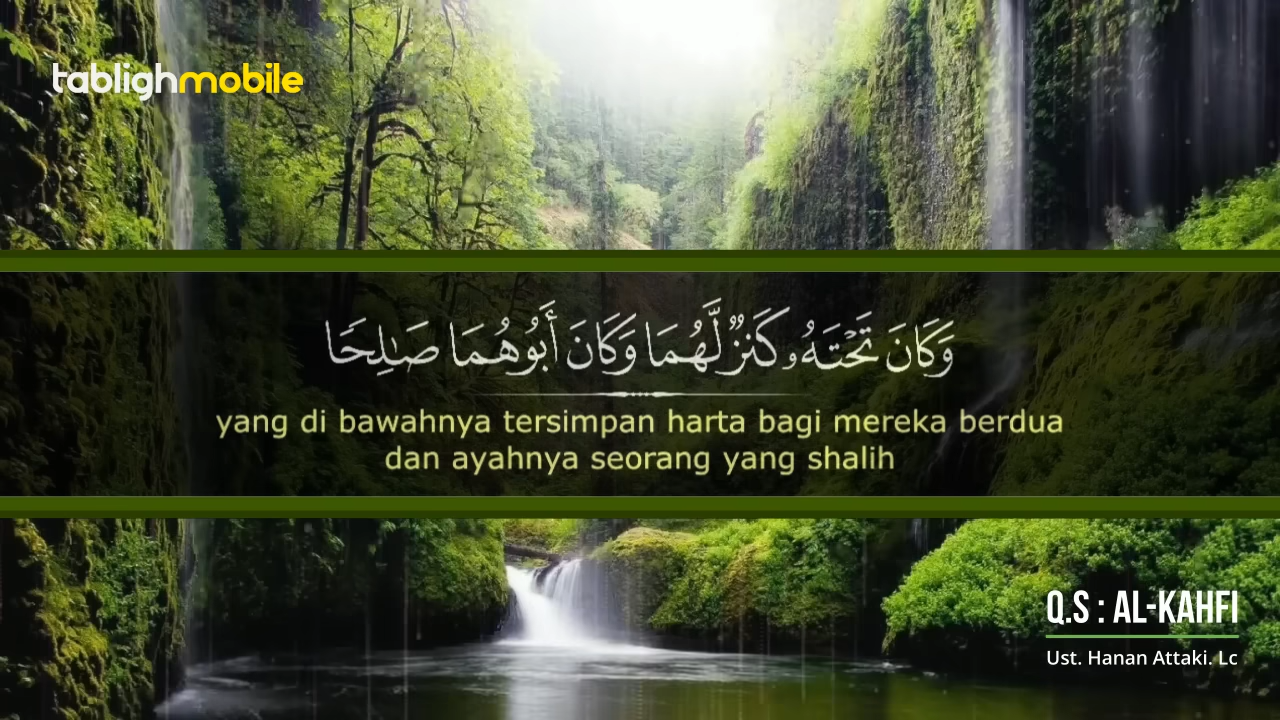 tablighmobile
وَكَانَ تَحْتَهُۥ كَنزٌ لَّهُمَا وَكَانَ أَبُوهُمَا صَـٰلِحًا
yang di bawahnya tersimpan harta bagi mereka berdua
dan ayahnya seorang yang shalih
Q.S : AL-KAHFI
Ust. Hanan Attaki. Lc